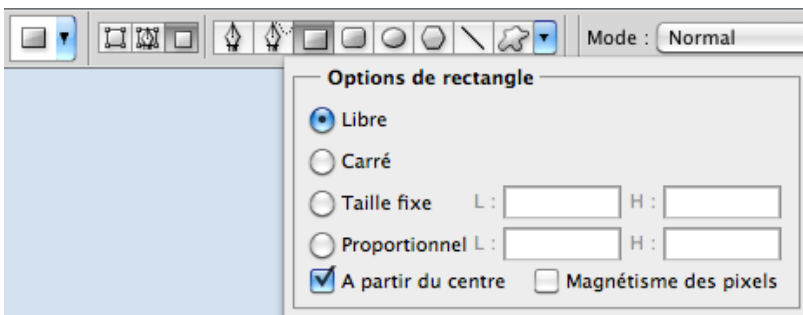 Mode : Normal
Options de rectangle
Libre
Carré
Taille fixe L : H :
Proportionnel L : H :
A partir du centre Magnétisme des pixels